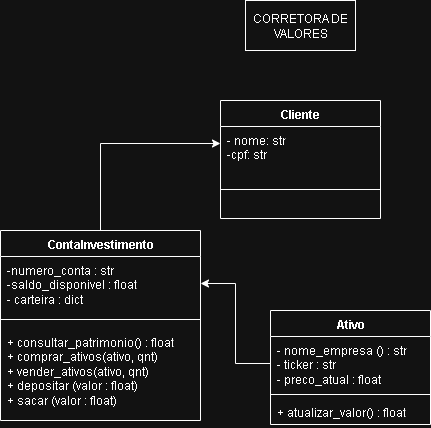 CORRETORA DE
VALORES
Cliente
- nome: str
-cpf: str
ContaInvestimento
-numero_conta : str
-saldo_disponivel : float
- carteira : dict
+ consultar_patrimonio() : float
+ comprar_ativos(ativo, qnt)
+ vender_ativos(ativo, qnt)
+ depositar (valor : float)
+ sacar (valor : float)
Ativo
- nome_empresa () : str
- ticker : str
- preco_atual : float
+ atualizar_valor() : float